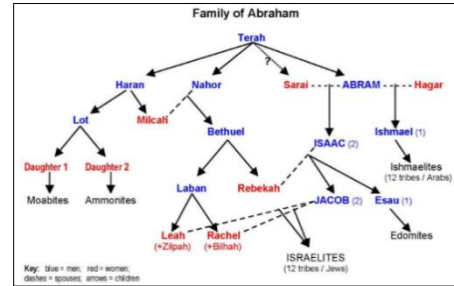 Family of Abraham
Terah
?
Haran Nahor Sarai ABRAM Hagar
Lot Milcah
Bethuel ISAAC (2) Ishmael (1)
Daughter 1 Daughter 2 Ishmaelites
(12 tribes / Arabs)
Moabites Ammonites Laban Rebekah JACOB (2) Esau (1)
Leah Rachel
(+Zilpah) (+Bilhah) Edomites
ISRAELITES
(12 tribes / Jews)
Key: blue = men; red = women;
dashes = spouses; arrows = children